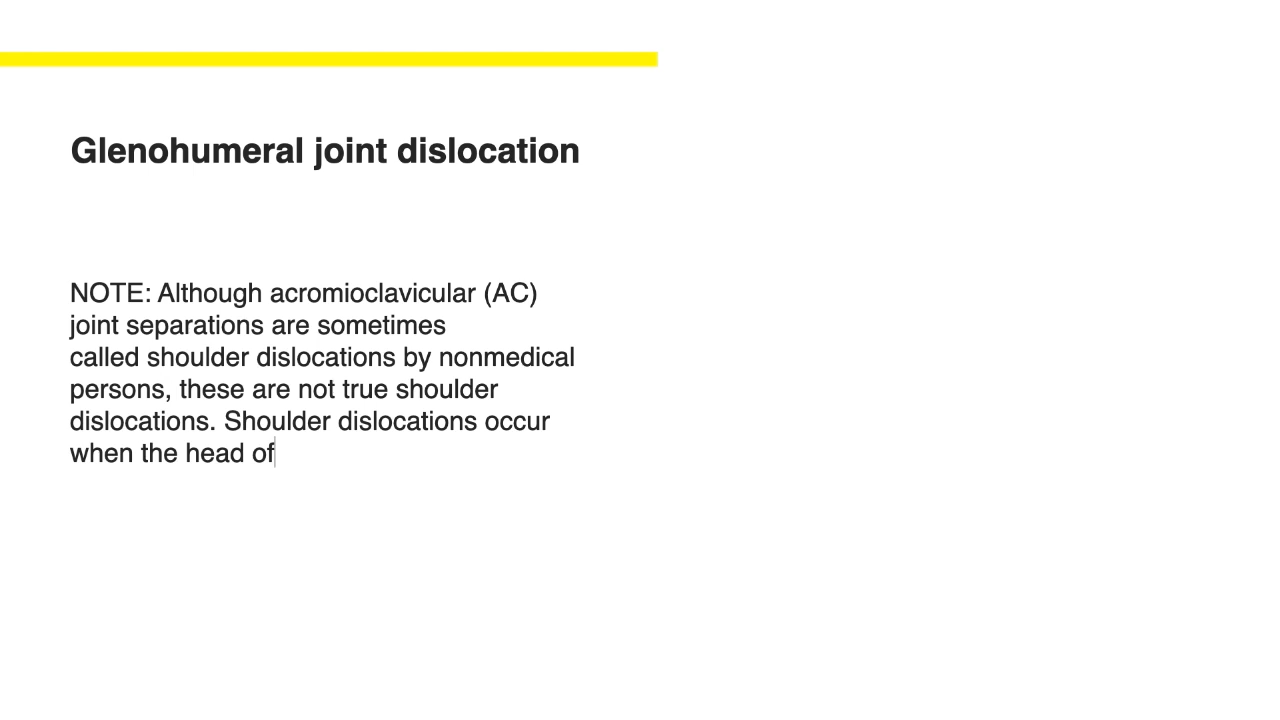 Glenohumeral joint dislocation
NOTE: Although acromioclavicular (AC)
joint separations are sometimes
called shoulder dislocations by nonmedical
persons, these are not true shoulder
dislocations. Shoulder dislocations occur
when the head of